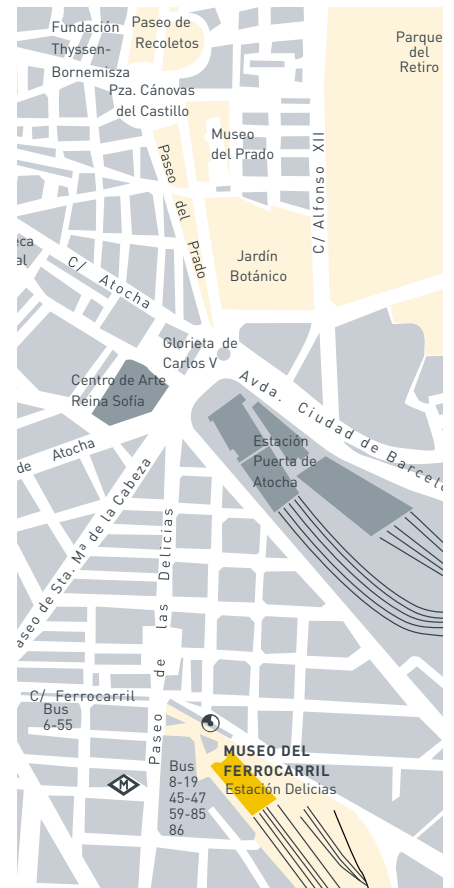 Fundación
Thyssen-
Bornemisza
Paseo de
Recoletos
Parque
del
Retiro
Pza. Cánovas
del Castillo
Museo
del Prado
Paseo del Prado
C/ Alfonso XII
Jardín
Botánico
eca
al
C/ Atocha
Glorieta de
Carlos V
Centro de Arte
Reina Sofía
Avda. Ciudad de Barcelo
Estación
Puerta de
Atocha
de Atocha
aseo de Sta. Mª de la Cabeza
Paseo de las Delicias
C/ Ferrocarril
Bus
6-55
M
MUSEO DEL
FERROCARRIL
Estación Delicias
Bus
8-19
45-47
59-85
86